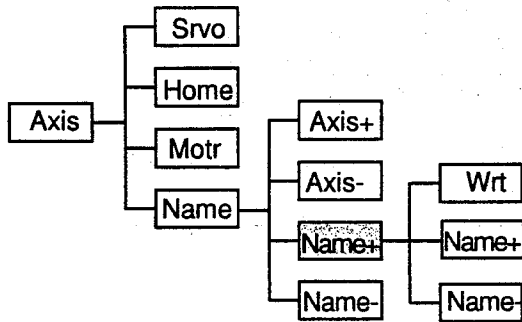 Srvo
Home
Axis
Motr
Name
Axis+
Axis-
Name+
Name-
Wrt
Name+
Name-